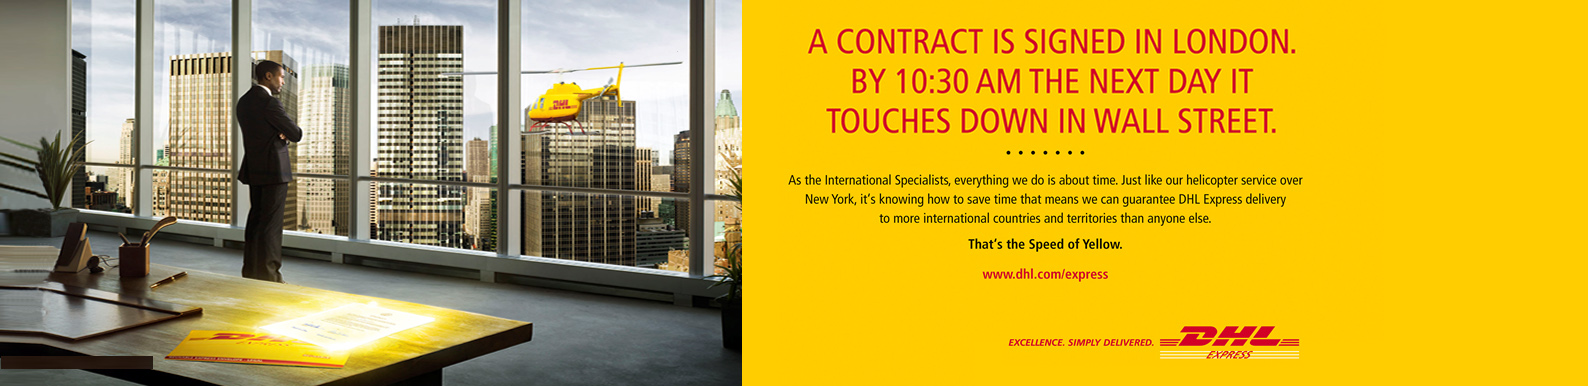 A CONTRACT IS SIGNED IN LONDON.
BY 10:30 AM THE NEXT DAY IT
TOUCHES DOWN IN WALL STREET.
As the International Specialists, everything we do is about time. Just like our helicopter service over
New York, it’s knowing how to save time that means we can guarantee DHL Express delivery
to more international countries and territories than anyone else.
That’s the Speed of Yellow.
www.dhl.com/express
EXCELLENCE. SIMPLY DELIVERED.
DHL
EXPRESS
DHL
DHL
EXPRESS